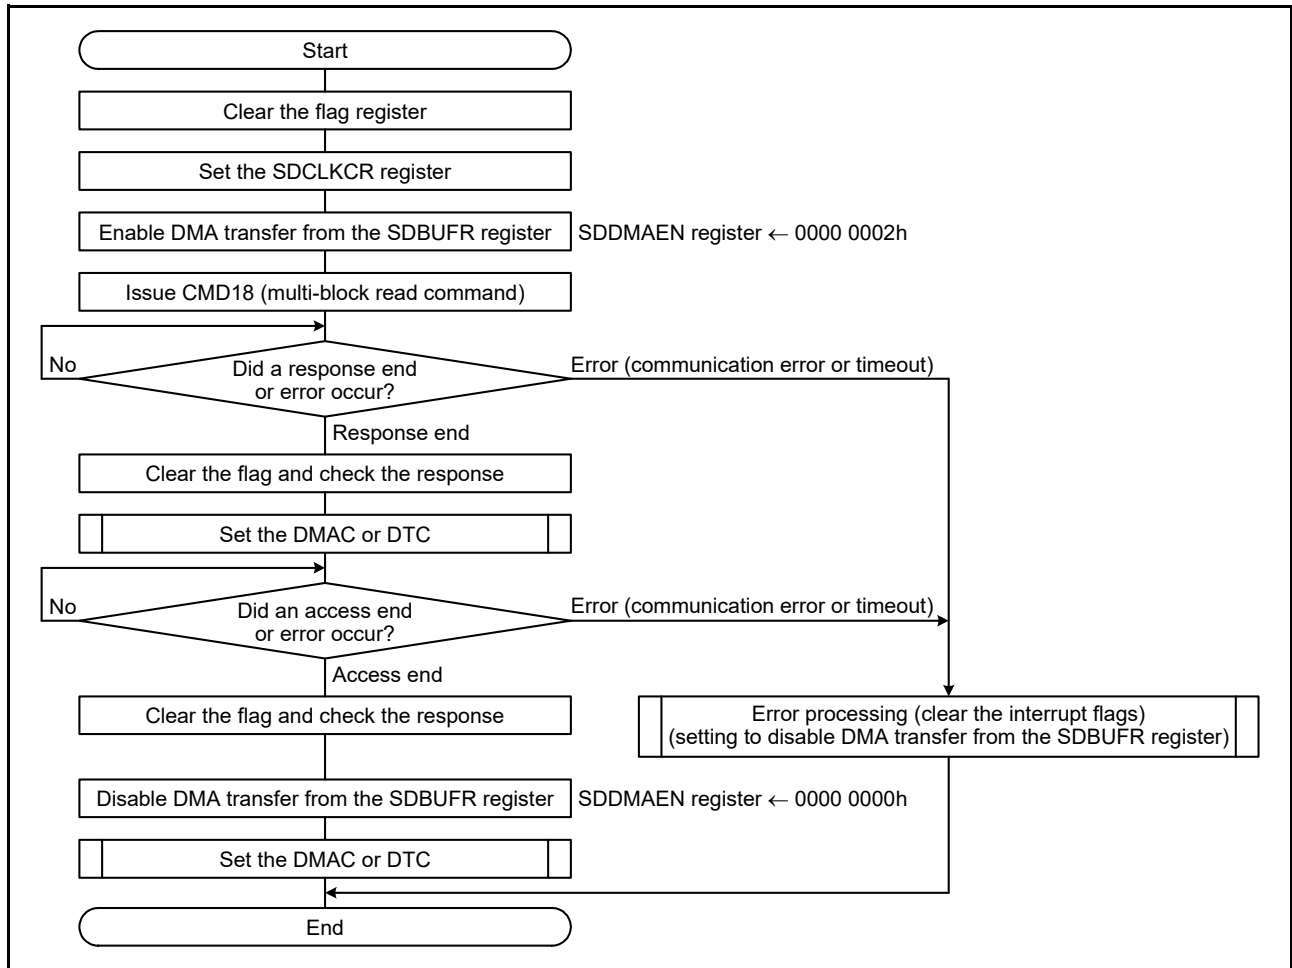 Start
Clear the flag register
Set the SDCLKCR register
Enable DMA transfer from the SDBUFR register
SDDMAEN register ← 0000 0002h
Issue CMD18 (multi-block read command)
No
Did a response end
or error occur?
Error (communication error or timeout)
Response end
Clear the flag and check the response
Set the DMAC or DTC
No
Did an access end
or error occur?
Error (communication error or timeout)
Access end
Clear the flag and check the response
Error processing (clear the interrupt flags)
(setting to disable DMA transfer from the SDBUFR register)
Disable DMA transfer from the SDBUFR register
SDDMAEN register ← 0000 0000h
Set the DMAC or DTC
End